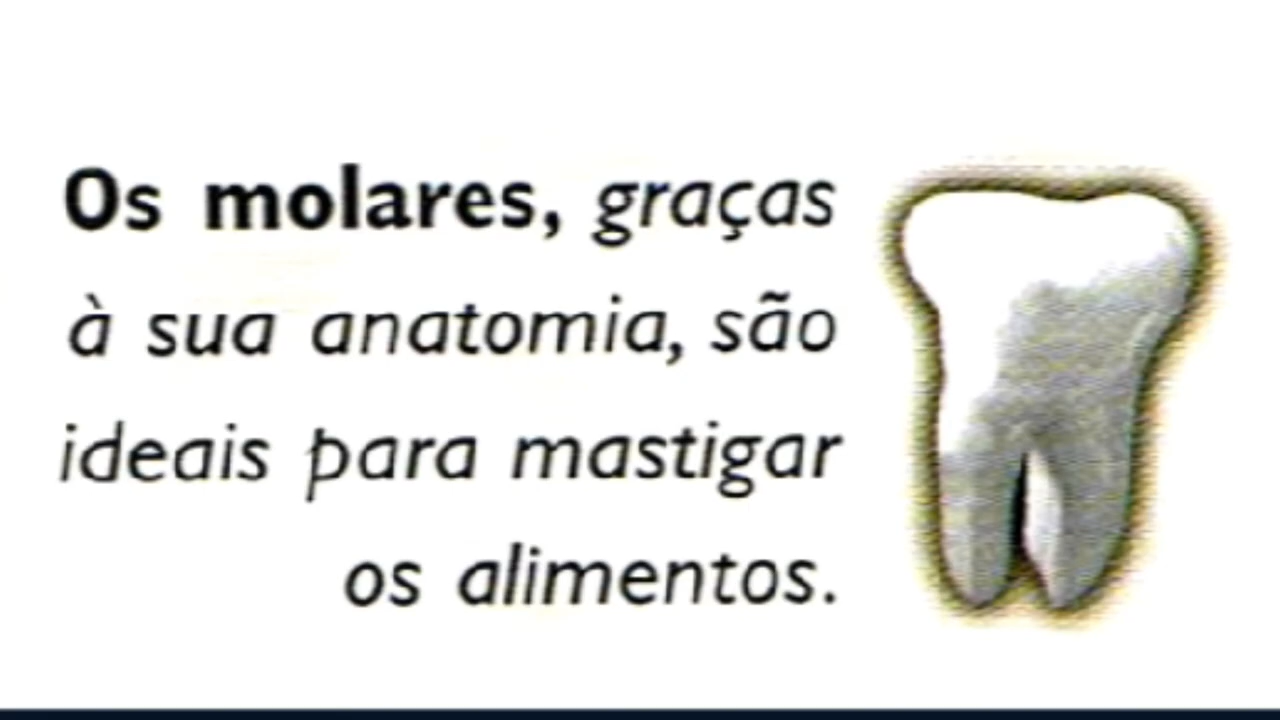 Os molares, graças
à sua anatomia, são
ideais para mastigar
os alimentos.